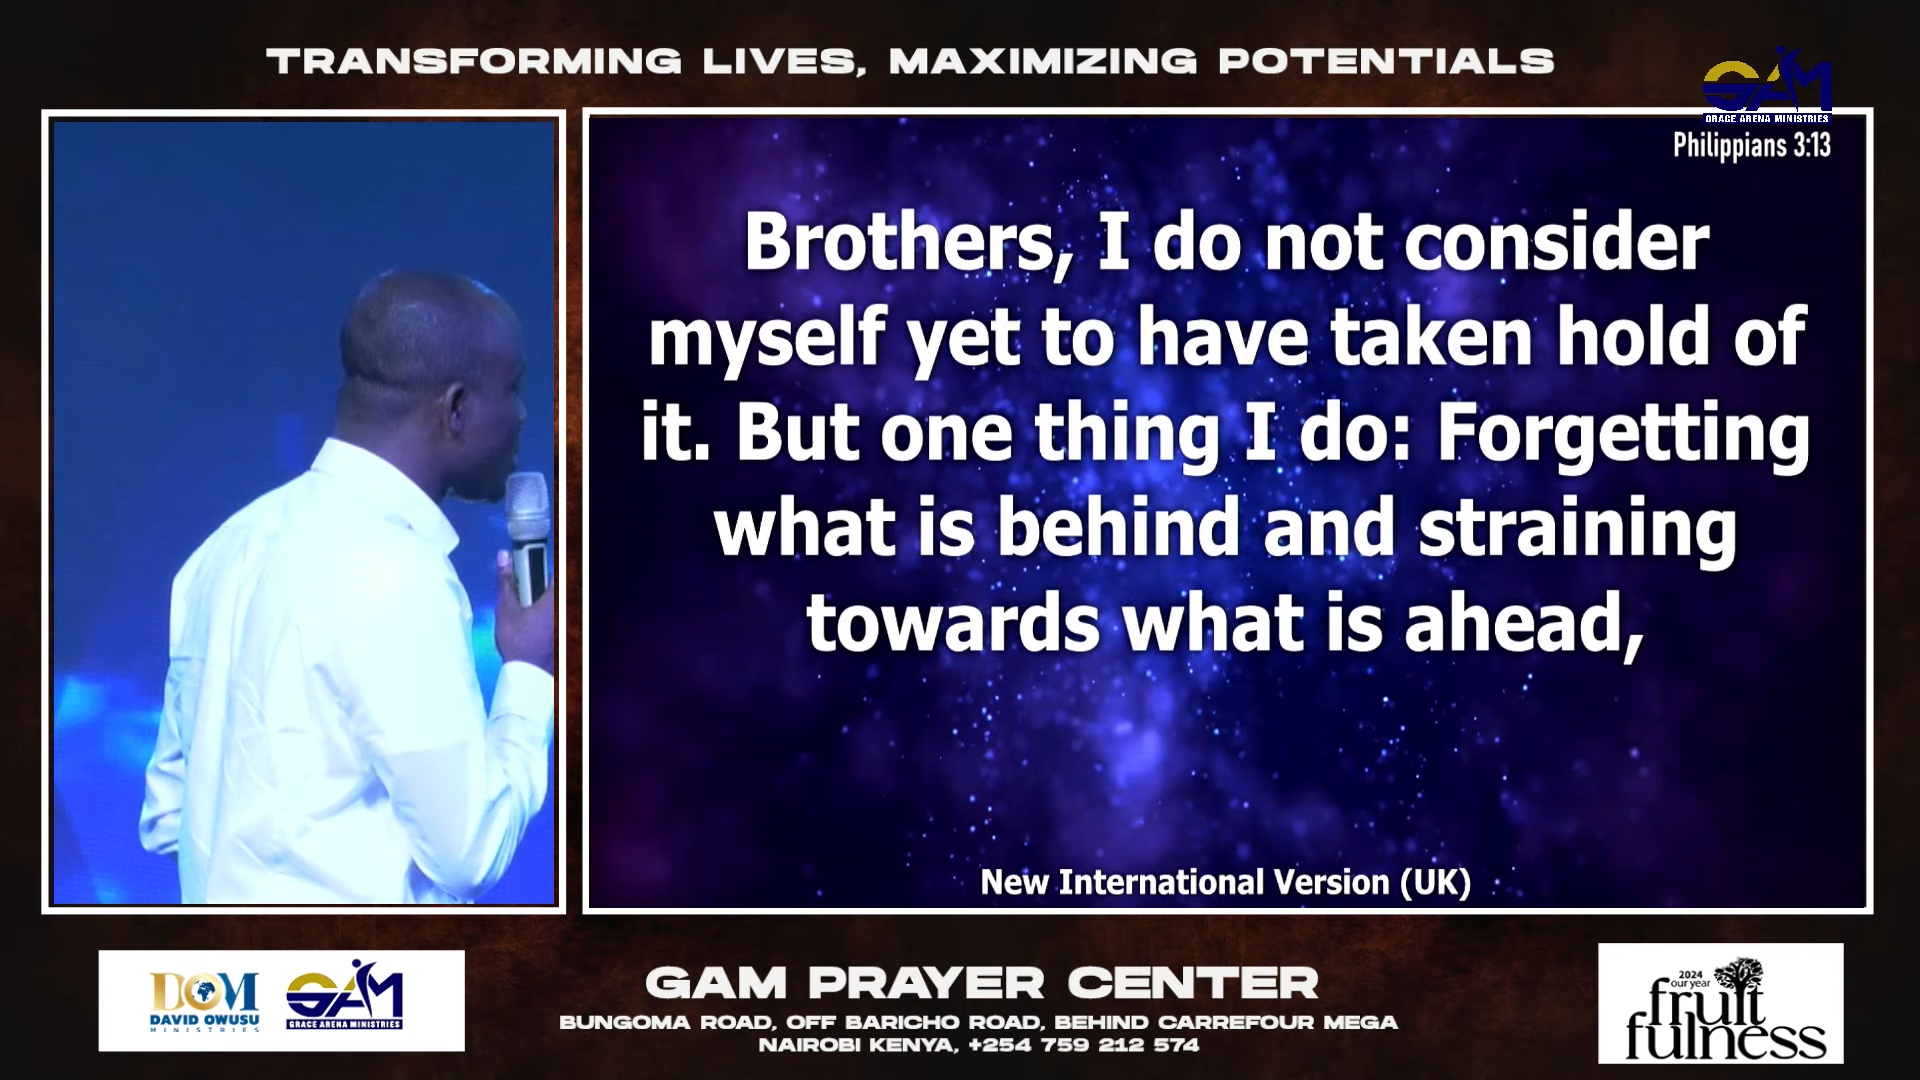 TRANSFORMING LIVES, MAXIMIZING POTENTIALS
GAM
GRACE ARENA MINISTRIES
Philippians 3:13
Brothers, I do not consider
myself yet to have taken hold of
it. But one thing I do: Forgetting
what is behind and straining
towards what is ahead,
New International Version (UK)
DOM
DAVID OWUSU
MINISTRIES
GAM
GRACE ARENA MINISTRIES
GAM PRAYER CENTER
BUNGOMA ROAD, OFF BARICHO ROAD, BEHIND CARREFOUR MEGA
NAIROBI KENYA, +254 759 212 574
2024
our year
fruit
fulness